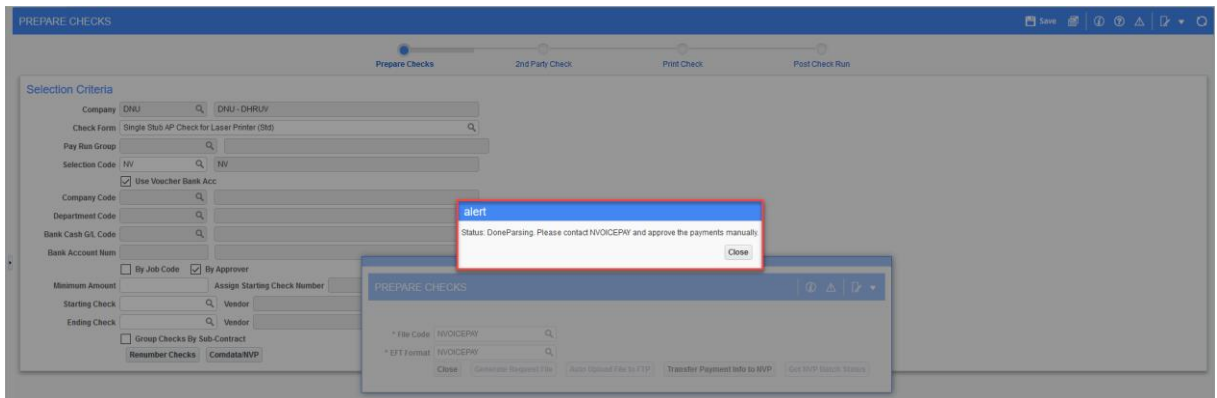 PREPARE CHECKS
Save
Prepare Checks
2nd Party Check
Print Check
Post Check Run
Selection Criteria
Company DNU DNU - DHRUV
Check Form Single Stub AP Check for Laser Printer (Std)
Pay Run Group
Selection Code NV NV
Use Voucher Bank Acc
Company Code
Department Code
Bank Cash G/L Code
Bank Account Num
By Job Code By Approver
Minimum Amount Assign Starting Check Number
Starting Check Vendor
Ending Check Vendor
Group Checks By Sub-Contract
Renumber Checks Comdata/NVP
alert
Status: DoneParsing. Please contact NVOICEPAY and approve the payments manually.
Close
PREPARE CHECKS
* File Code NVOICEPAY
* EFT Format NVOICEPAY
Close Generate Request File Auto Upload File to FTP Transfer Payment Info to NVP Get NVP Batch Status